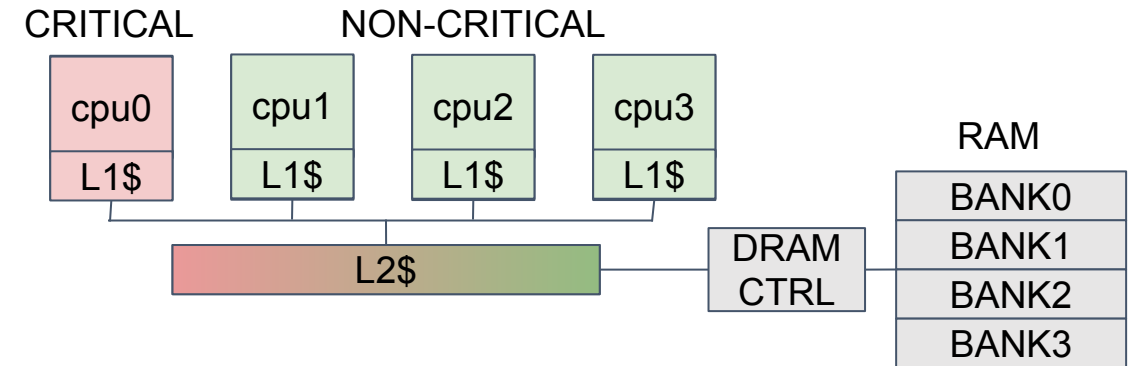 CRITICAL
NON-CRITICAL
cpu0
cpu1
cpu2
cpu3
L1$
L1$
L1$
L1$
L2$
DRAM
CTRL
RAM
BANK0
BANK1
BANK2
BANK3